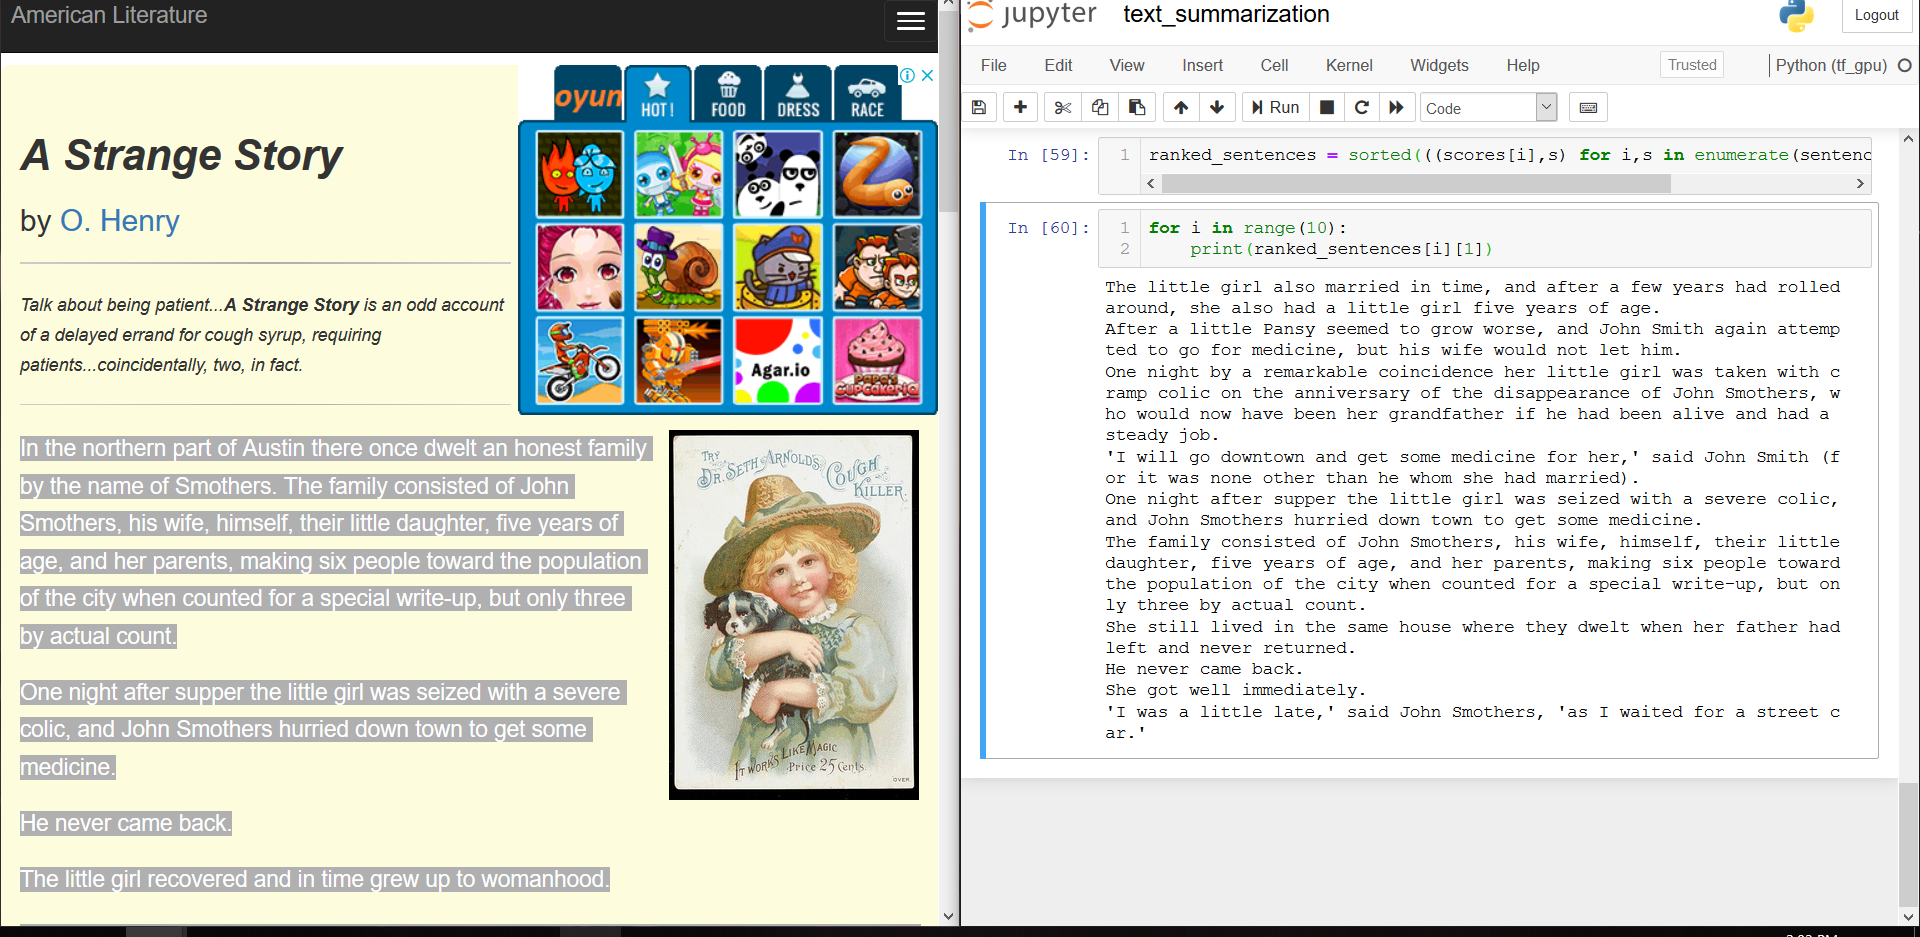 American Literature
oyun
HOT!
FOOD
DRESS
RACE
A Strange Story
by O. Henry
Talk about being patient...A Strange Story is an odd account
of a delayed errand for cough syrup, requiring
patients...coincidentally, two, in fact.
Agar.io
Papa's
Cupcakeria
In the northern part of Austin there once dwelt an honest family
by the name of Smothers. The family consisted of John
Smothers, his wife, himself, their little daughter, five years of
age, and her parents, making six people toward the population
of the city when counted for a special write-up, but only three
by actual count.
One night after supper the little girl was seized with a severe
colic, and John Smothers hurried down town to get some
medicine.
He never came back.
The little girl recovered and in time grew up to womanhood.
TRY
DR. SETH ARNOLD'S
COUGH
KILLER.
IT WORKS LIKE MAGIC
Price 25 Cents.
OVER
jupyter text_summarization
Logout
File Edit View Insert Cell Kernel Widgets Help Trusted Python (tf_gpu)
Run Code
In [59]: 1 ranked_sentences = sorted(((scores[i],s) for i,s in enumerate(sentenc
In [60]: 1 for i in range(10):
2 print(ranked_sentences[i][1])
The little girl also married in time, and after a few years had rolled
around, she also had a little girl five years of age.
After a little Pansy seemed to grow worse, and John Smith again attemp
ted to go for medicine, but his wife would not let him.
One night by a remarkable coincidence her little girl was taken with c
ramp colic on the anniversary of the disappearance of John Smothers, w
ho would now have been her grandfather if he had been alive and had a
steady job.
'I will go downtown and get some medicine for her,' said John Smith (f
or it was none other than he whom she had married).
One night after supper the little girl was seized with a severe colic,
and John Smothers hurried down town to get some medicine.
The family consisted of John Smothers, his wife, himself, their little
daughter, five years of age, and her parents, making six people toward
the population of the city when counted for a special write-up, but on
ly three by actual count.
She still lived in the same house where they dwelt when her father had
left and never returned.
He never came back.
She got well immediately.
'I was a little late,' said John Smothers, 'as I waited for a street c
ar.'